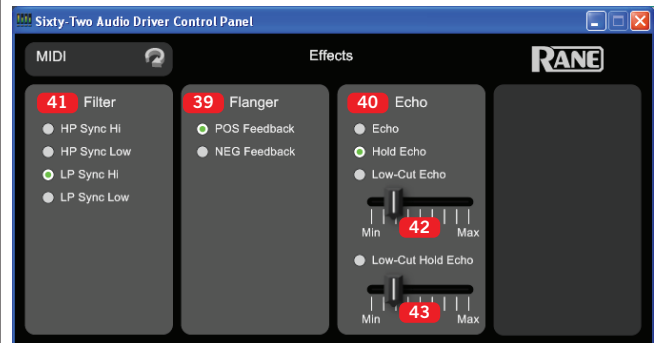 Sixty-Two Audio Driver Control Panel
MIDI
Effects
RANE
41 Filter
HP Sync Hi
HP Sync Low
LP Sync Hi
LP Sync Low
39 Flanger
POS Feedback
NEG Feedback
40 Echo
Echo
Hold Echo
Low-Cut Echo
Min 42 Max
Low-Cut Hold Echo
Min 43 Max